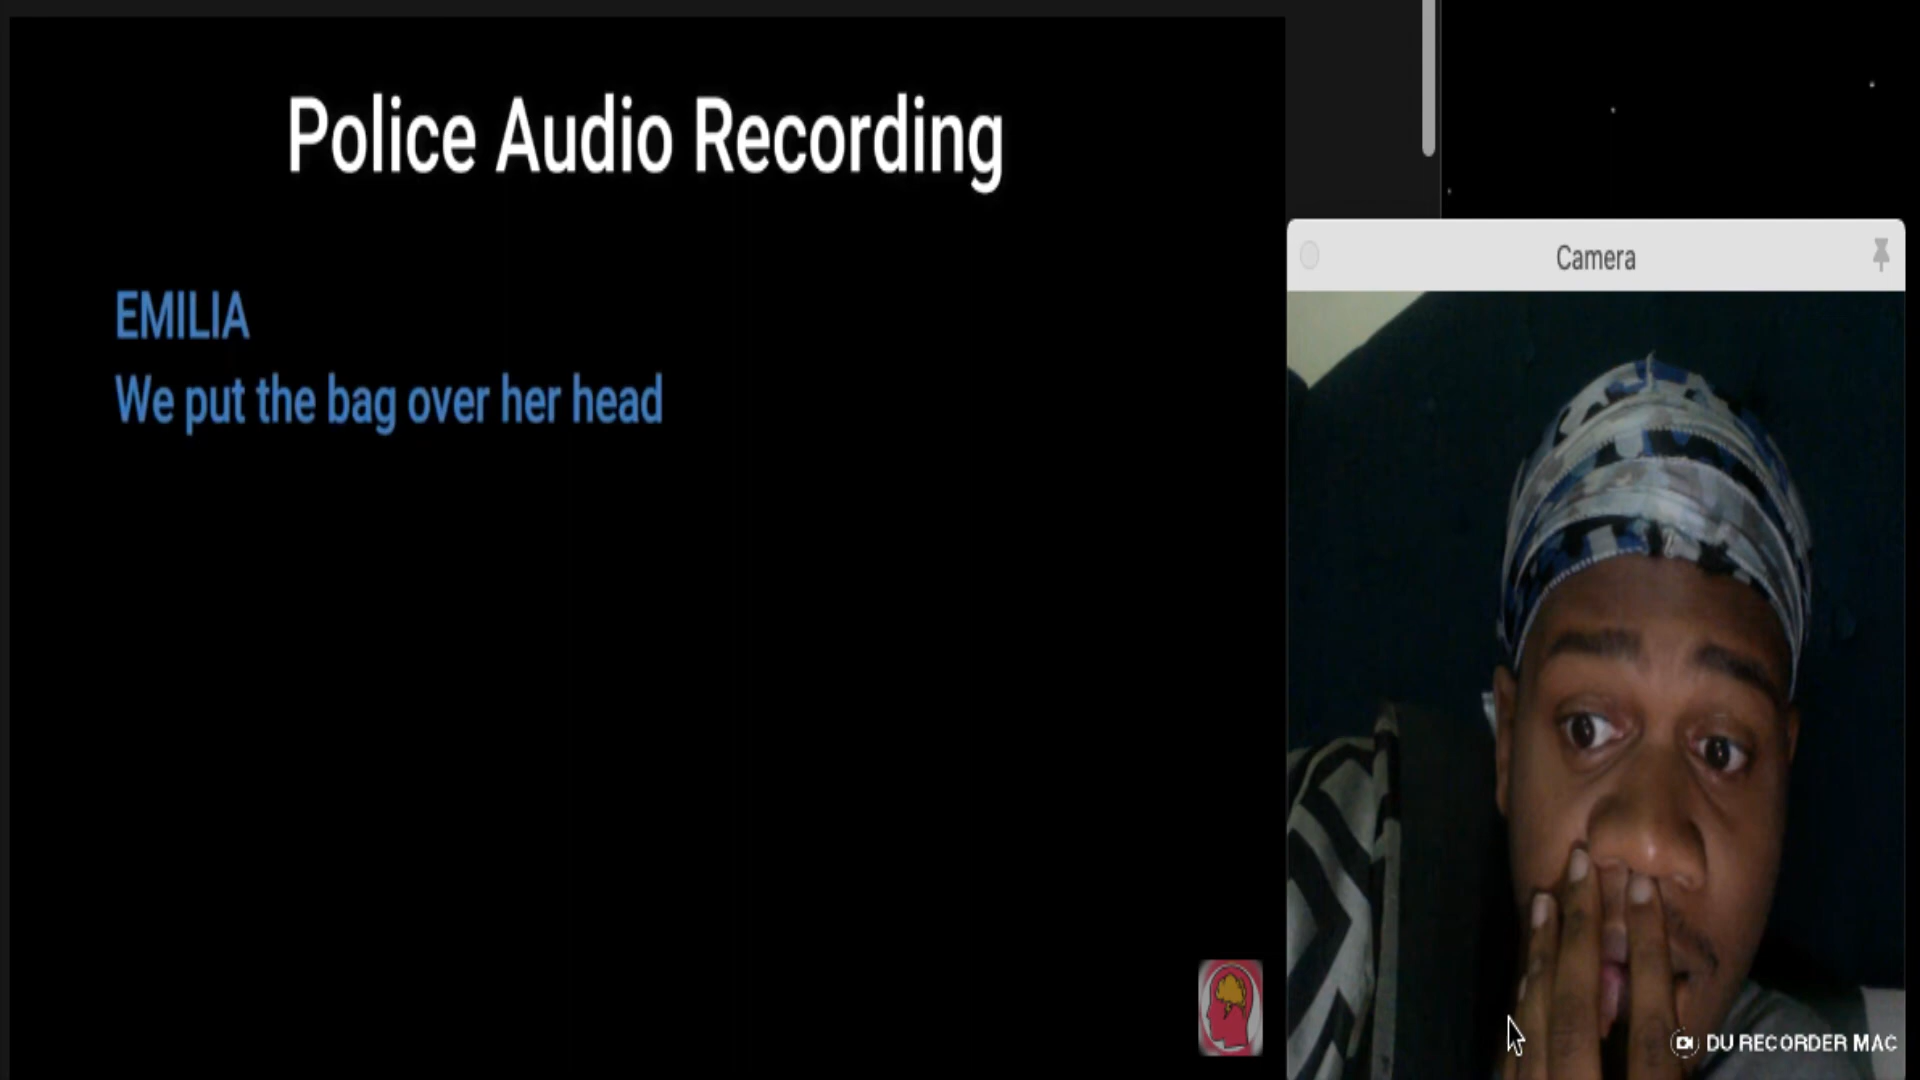 Police Audio Recording
EMILIA
We put the bag over her head
Camera
DU RECORDER MAC